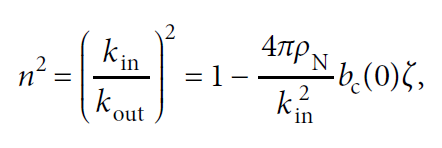 n² = (k_in / k_out)² = 1 − (4πρ_N / k_in²) b_c(0)ζ,